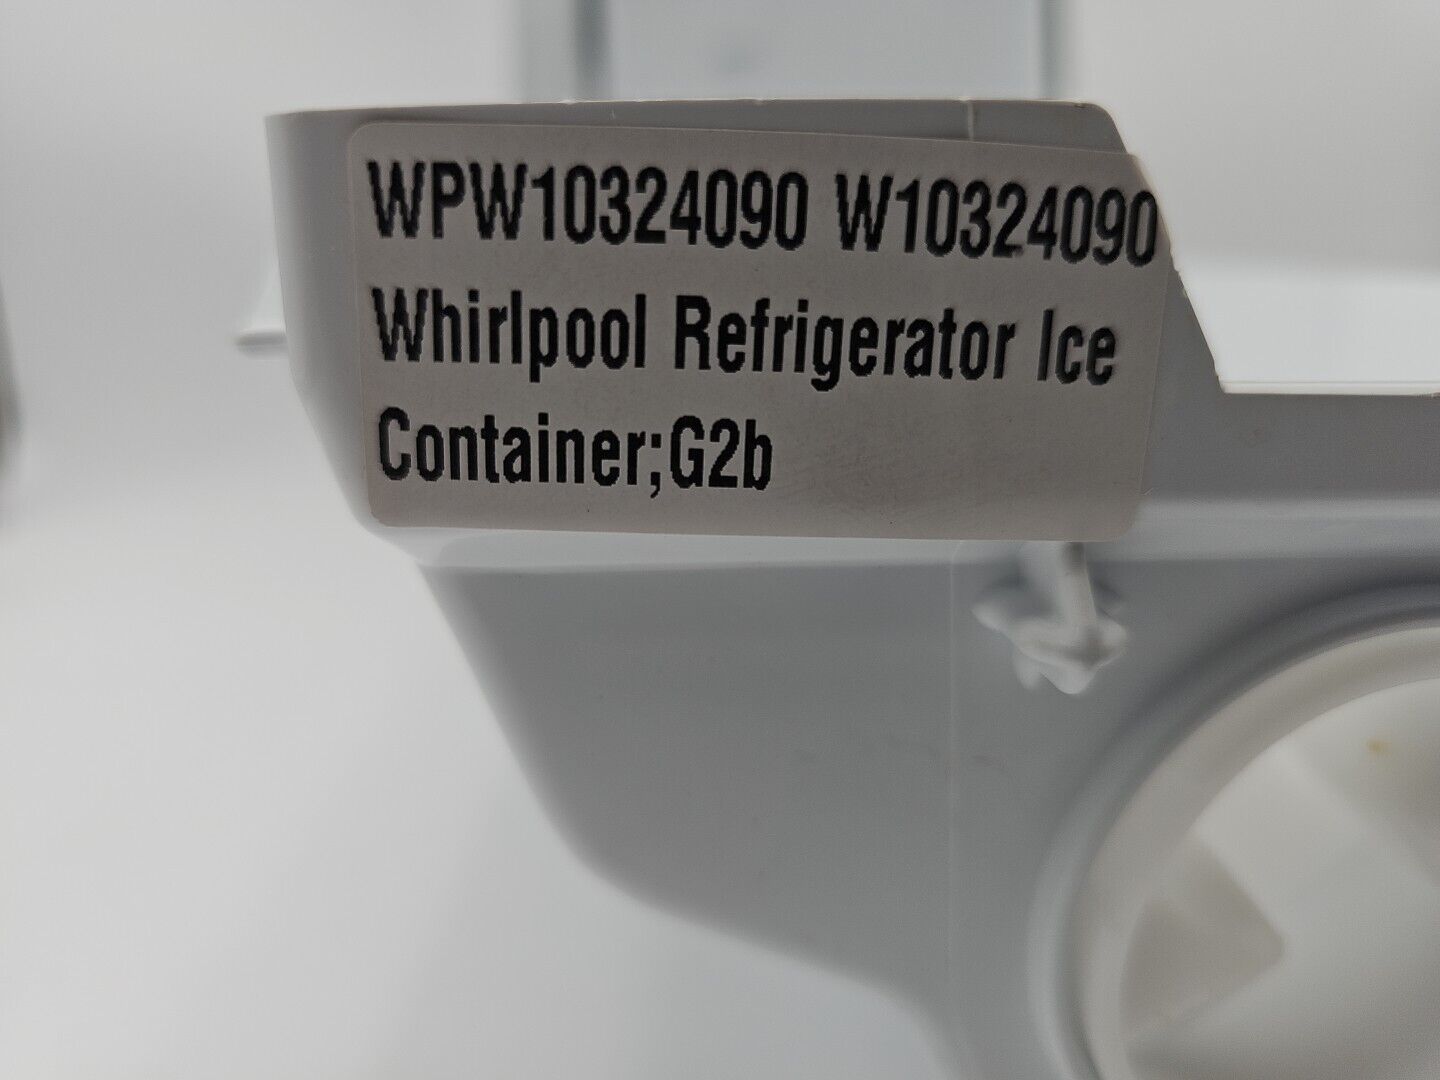 WPW10324090 W10324090
Whirlpool Refrigerator Ice
Container;G2b